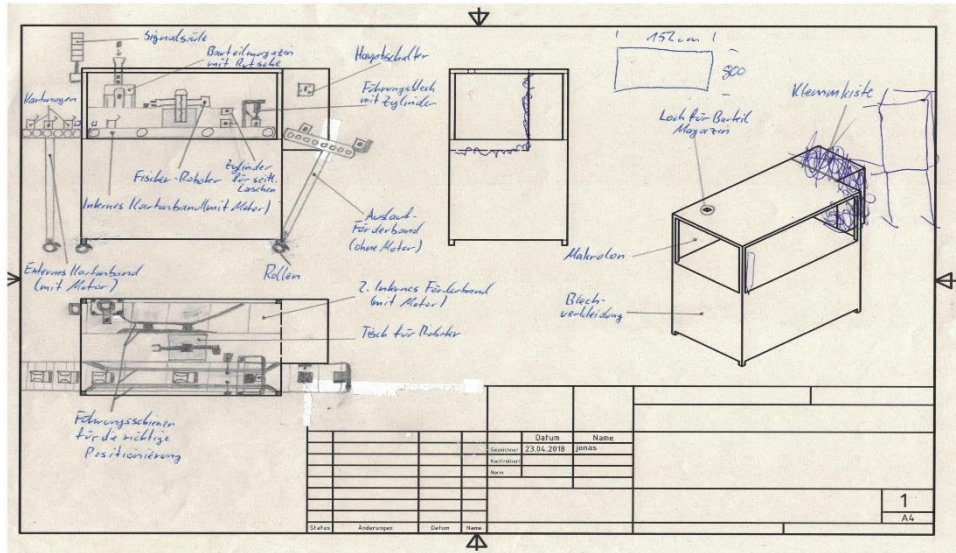 Signalsäule
Bauteilmagazin
mit Rutsche
Hauptschalter
Führungsblech
mit Zylinder
Kartonagen
Fischer-Roboter
Zylinder
für seitl.
Laschen
Internes Kartonband (mit Motor)
Auslauf-
Förderband
(ohne Motor)
Externes Kartonband
(mit Motor)
Rollen
152cm
800
Klemmkiste
Loch für Bauteil
Magazin
Makrolon
Blech-
verkleidung
2. Internes Förderband
(mit Motor)
Tisch für Roboter
Führungsschienen
für die richtige
Positionierung
Datum Name
Gezeichnet 23.04.2018 jonas
Kontrolliert
Norm
Status Änderungen Datum Name
1
A4